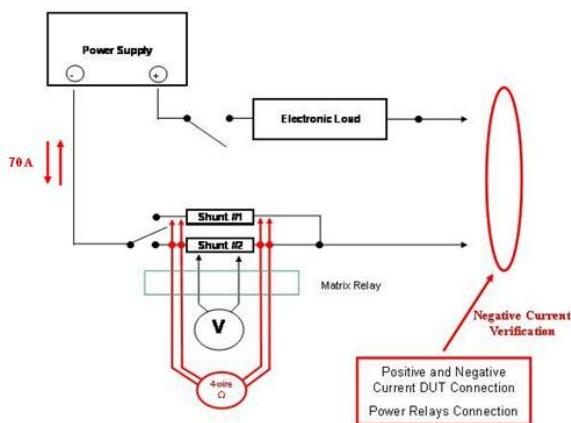 Power Supply
-
+
Electronic Load
70A
Shunt #1
Shunt #2
Matrix Relay
V
4-wire
Ω
Negative Current
Verification
Positive and Negative
Current DUT Connection
Power Relays Connection